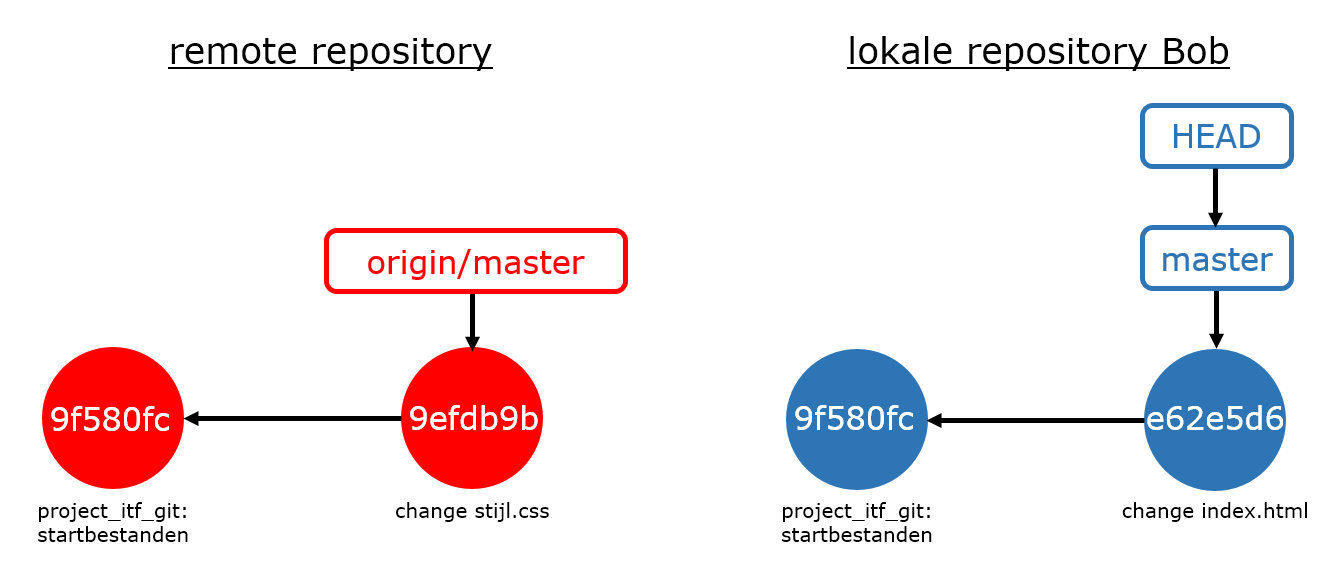 remote repository
origin/master
9f580fc
9efdb9b
project_itf_git:
startbestanden
change stijl.css
lokale repository Bob
HEAD
master
9f580fc
e62e5d6
project_itf_git:
startbestanden
change index.html